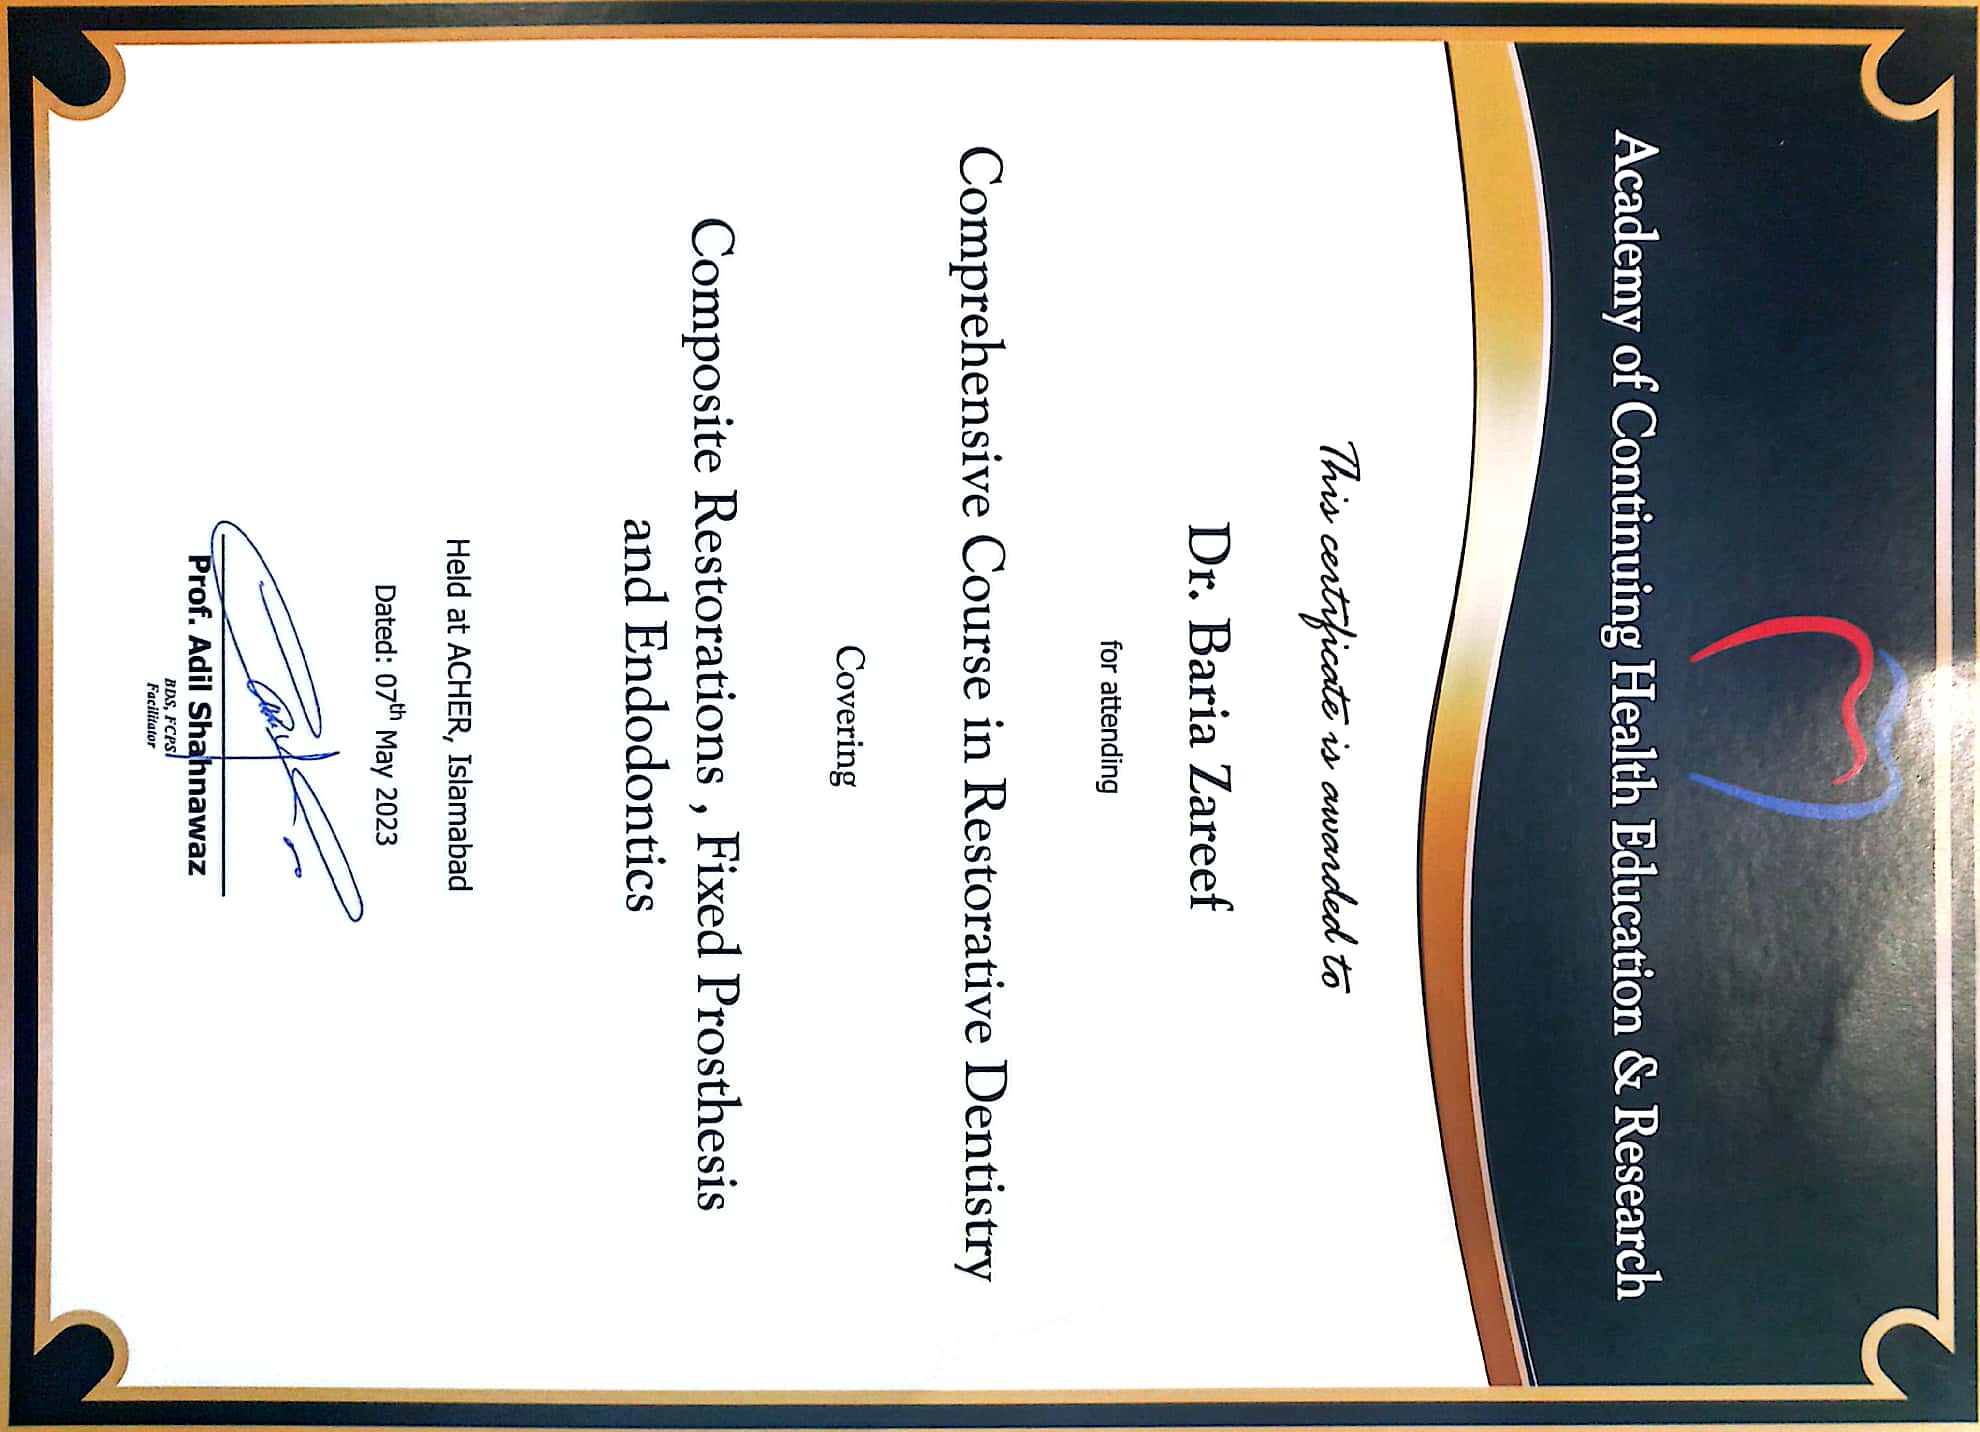 Academy of Continuing Health Education & Research
This certificate is awarded to
Dr. Baria Zareef
for attending
Comprehensive Course in Restorative Dentistry
Covering
Composite Restorations , Fixed Prosthesis
and Endodontics
Held at ACHER, Islamabad
Dated: 07th May 2023
Prof. Adil Shahnawaz
BDS, FCPS
Facilitator